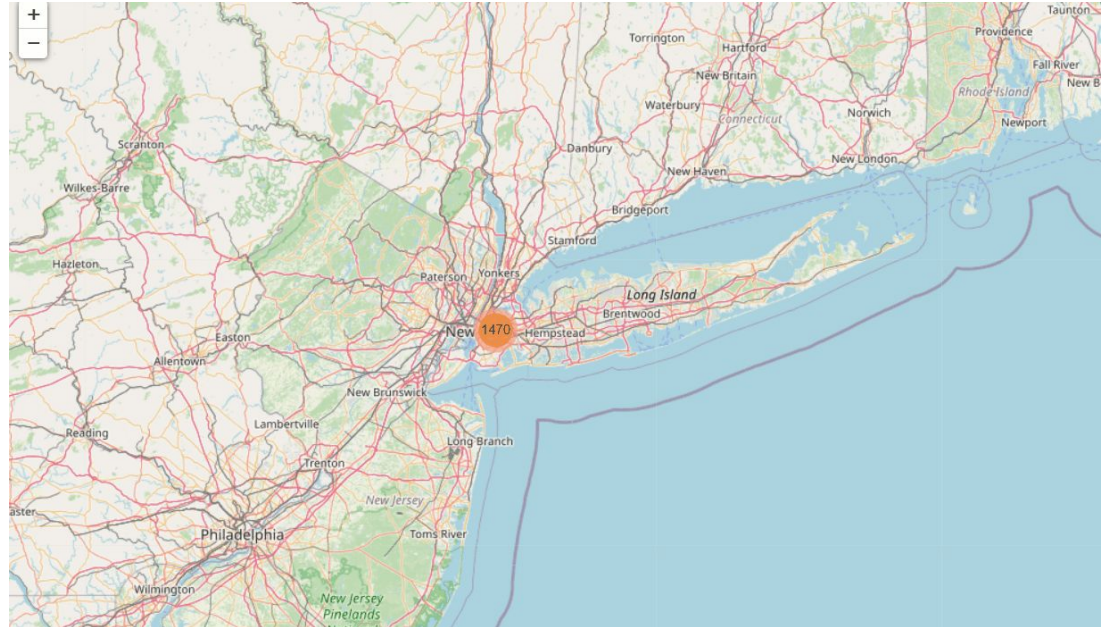 +
−
Taunton
Torrington
Hartford
Providence
New Britain
Fall River
Rhode Island
New B
Waterbury
Connecticut
Norwich
Newport
Scranton
Danbury
New London
New Haven
Wilkes-Barre
Bridgeport
Stamford
Hazleton
Paterson
Yonkers
Long Island
Brentwood
New
1470
Hempstead
Easton
Allentown
New Brunswick
Lambertville
Reading
Long Branch
Trenton
New Jersey
aster
Philadelphia
Toms River
Wilmington
New Jersey
Pinelands